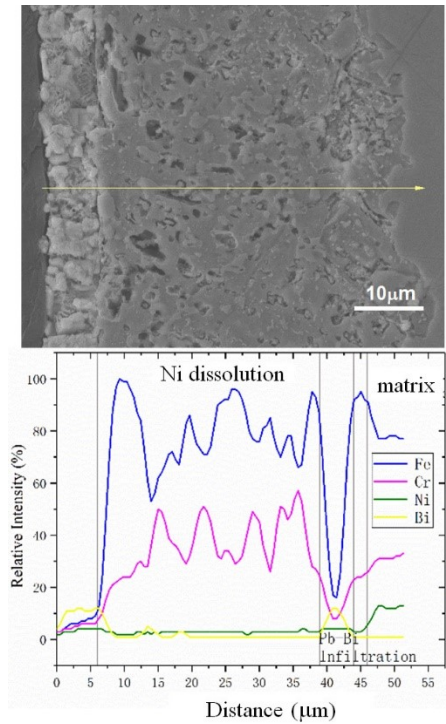 10μm
Ni dissolution
matrix
Fe
Cr
Ni
Bi
Pb-Bi
Infiltration
100
80
60
40
20
0
Relative Intensity (%)
0 5 10 15 20 25 30 35 40 45 50 55
Distance (μm)